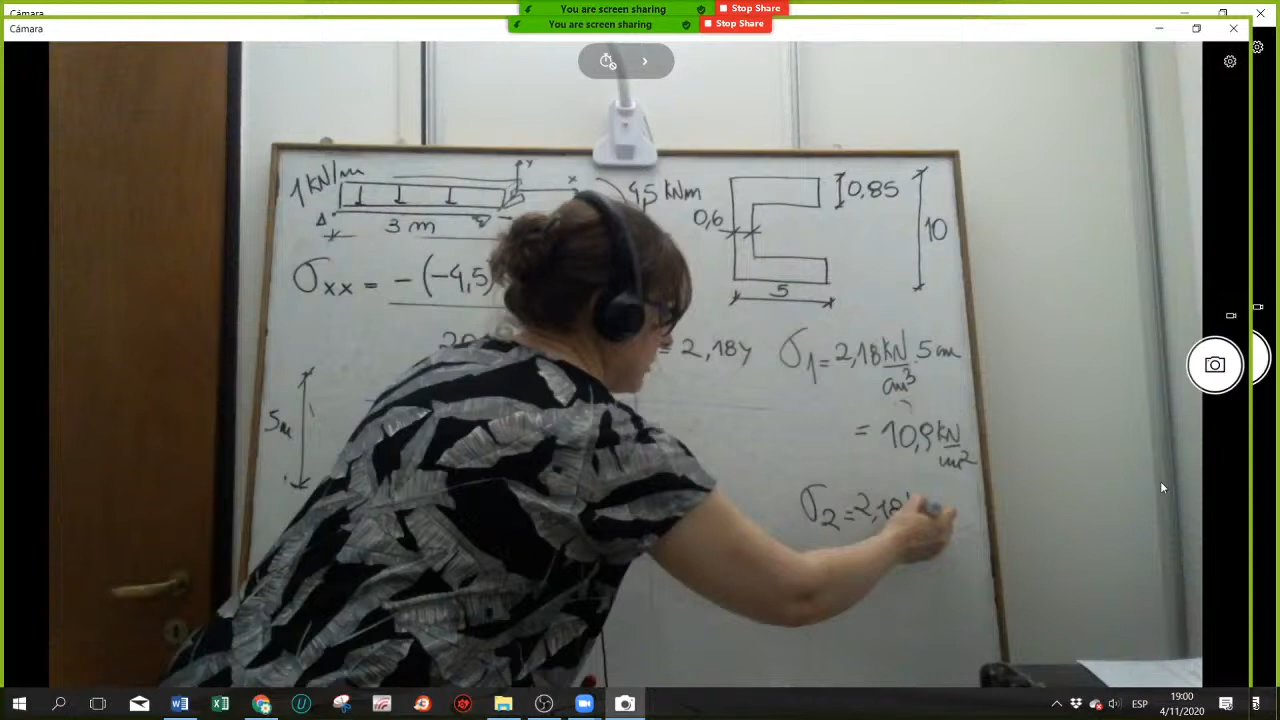 You are screen sharing
Stop Share
Cámara
You are screen sharing
Stop Share
Cámara
1 kN/m
y
x
3 m
4,5 kNm
0,6
0,85
10
5
σxx = -(-4,5)
= 2,18y
σ1 = 2,18 kN/cm³ . 5 cm
= 10,9 kN/cm²
σ2 = 2,18
19:00
ESP
4/11/2020